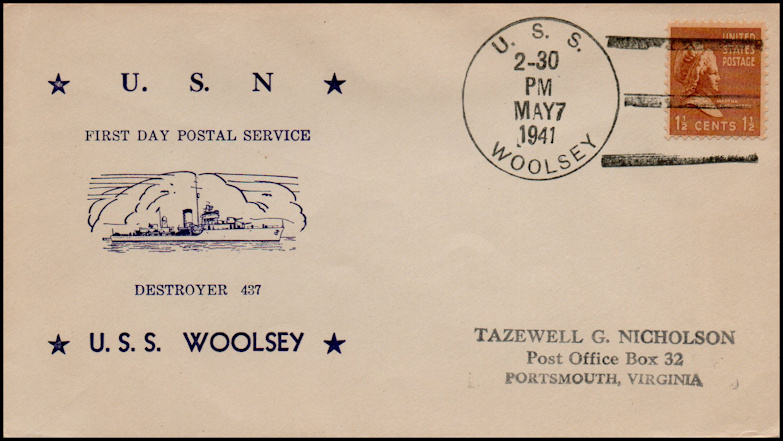 U. S. N
FIRST DAY POSTAL SERVICE
DESTROYER 437
U. S. S. WOOLSEY
U. S. S.
2-30
PM
MAY7
1941
WOOLSEY
UNITED
STATES
POSTAGE
MARTHA
1½ CENTS 1½
TAZEWELL G. NICHOLSON
Post Office Box 32
PORTSMOUTH, VIRGINIA